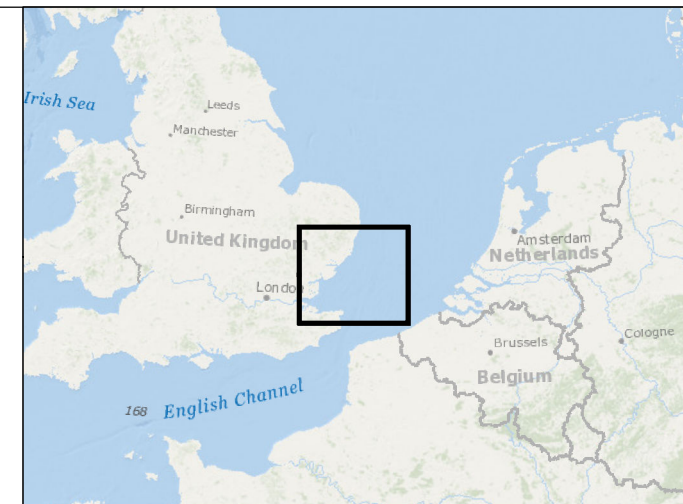 Irish Sea
Leeds
Manchester
Birmingham
United Kingdom
Amsterdam
Netherlands
London
Brussels
Cologne
Belgium
English Channel
168